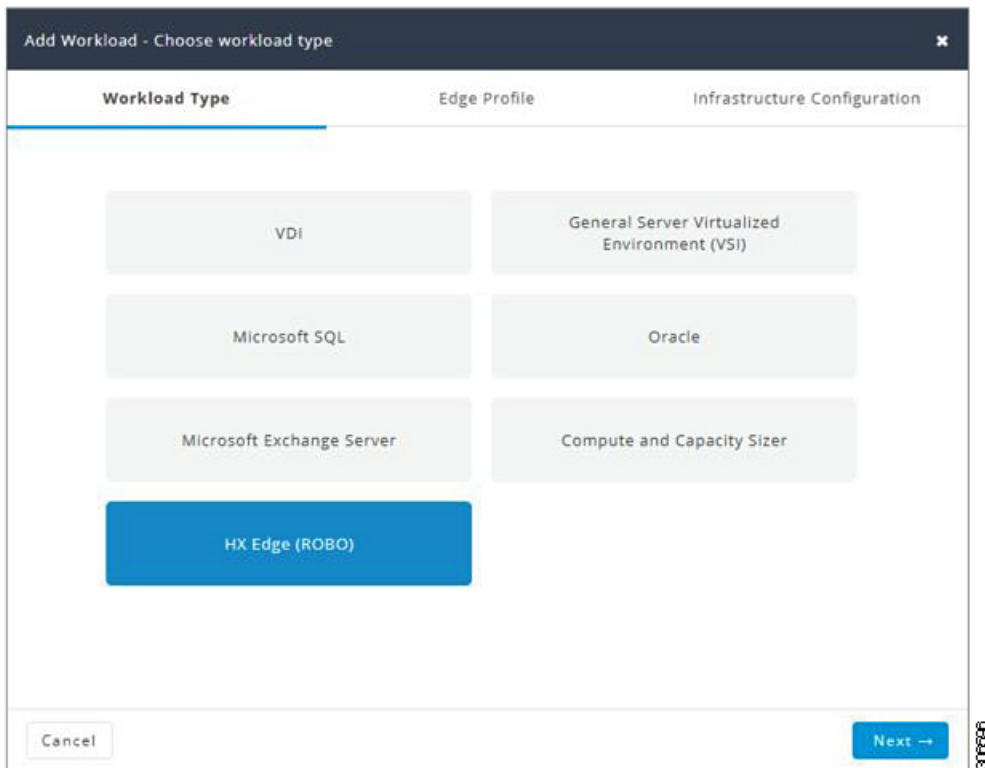 Add Workload - Choose workload type
Workload Type
Edge Profile
Infrastructure Configuration
VDI
General Server Virtualized
Environment (VSI)
Microsoft SQL
Oracle
Microsoft Exchange Server
Compute and Capacity Sizer
HX Edge (ROBO)
Cancel
Next →